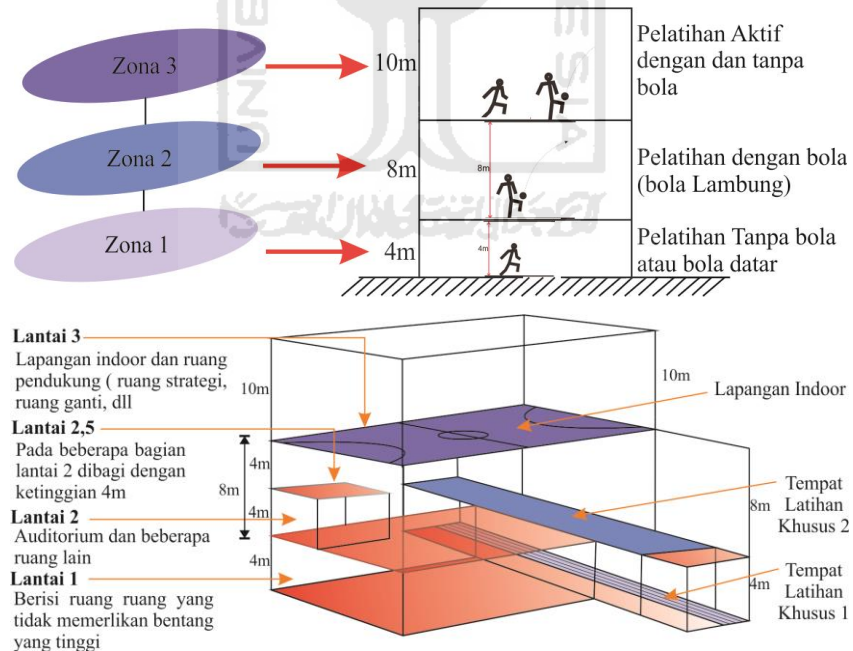 Zona 3
10m
Pelatihan Aktif
dengan dan tanpa
bola
Zona 2
8m
8m
Pelatihan dengan bola
(bola Lambung)
Zona 1
4m
4m
Pelatihan Tanpa bola
atau bola datar
Lantai 3
Lapangan indoor dan ruang
pendukung ( ruang strategi,
ruang ganti, dll
10m
10m
Lapangan Indoor
Lantai 2,5
Pada beberapa bagian
lantai 2 dibagi dengan
ketinggian 4m
4m
8m
4m
Tempat
Latihan
Khusus 2
8m
Lantai 2
Auditorium dan beberapa
ruang lain
4m
Lantai 1
Berisi ruang ruang yang
tidak memerlikan bentang
yang tinggi
4m
Tempat
Latihan
Khusus 1